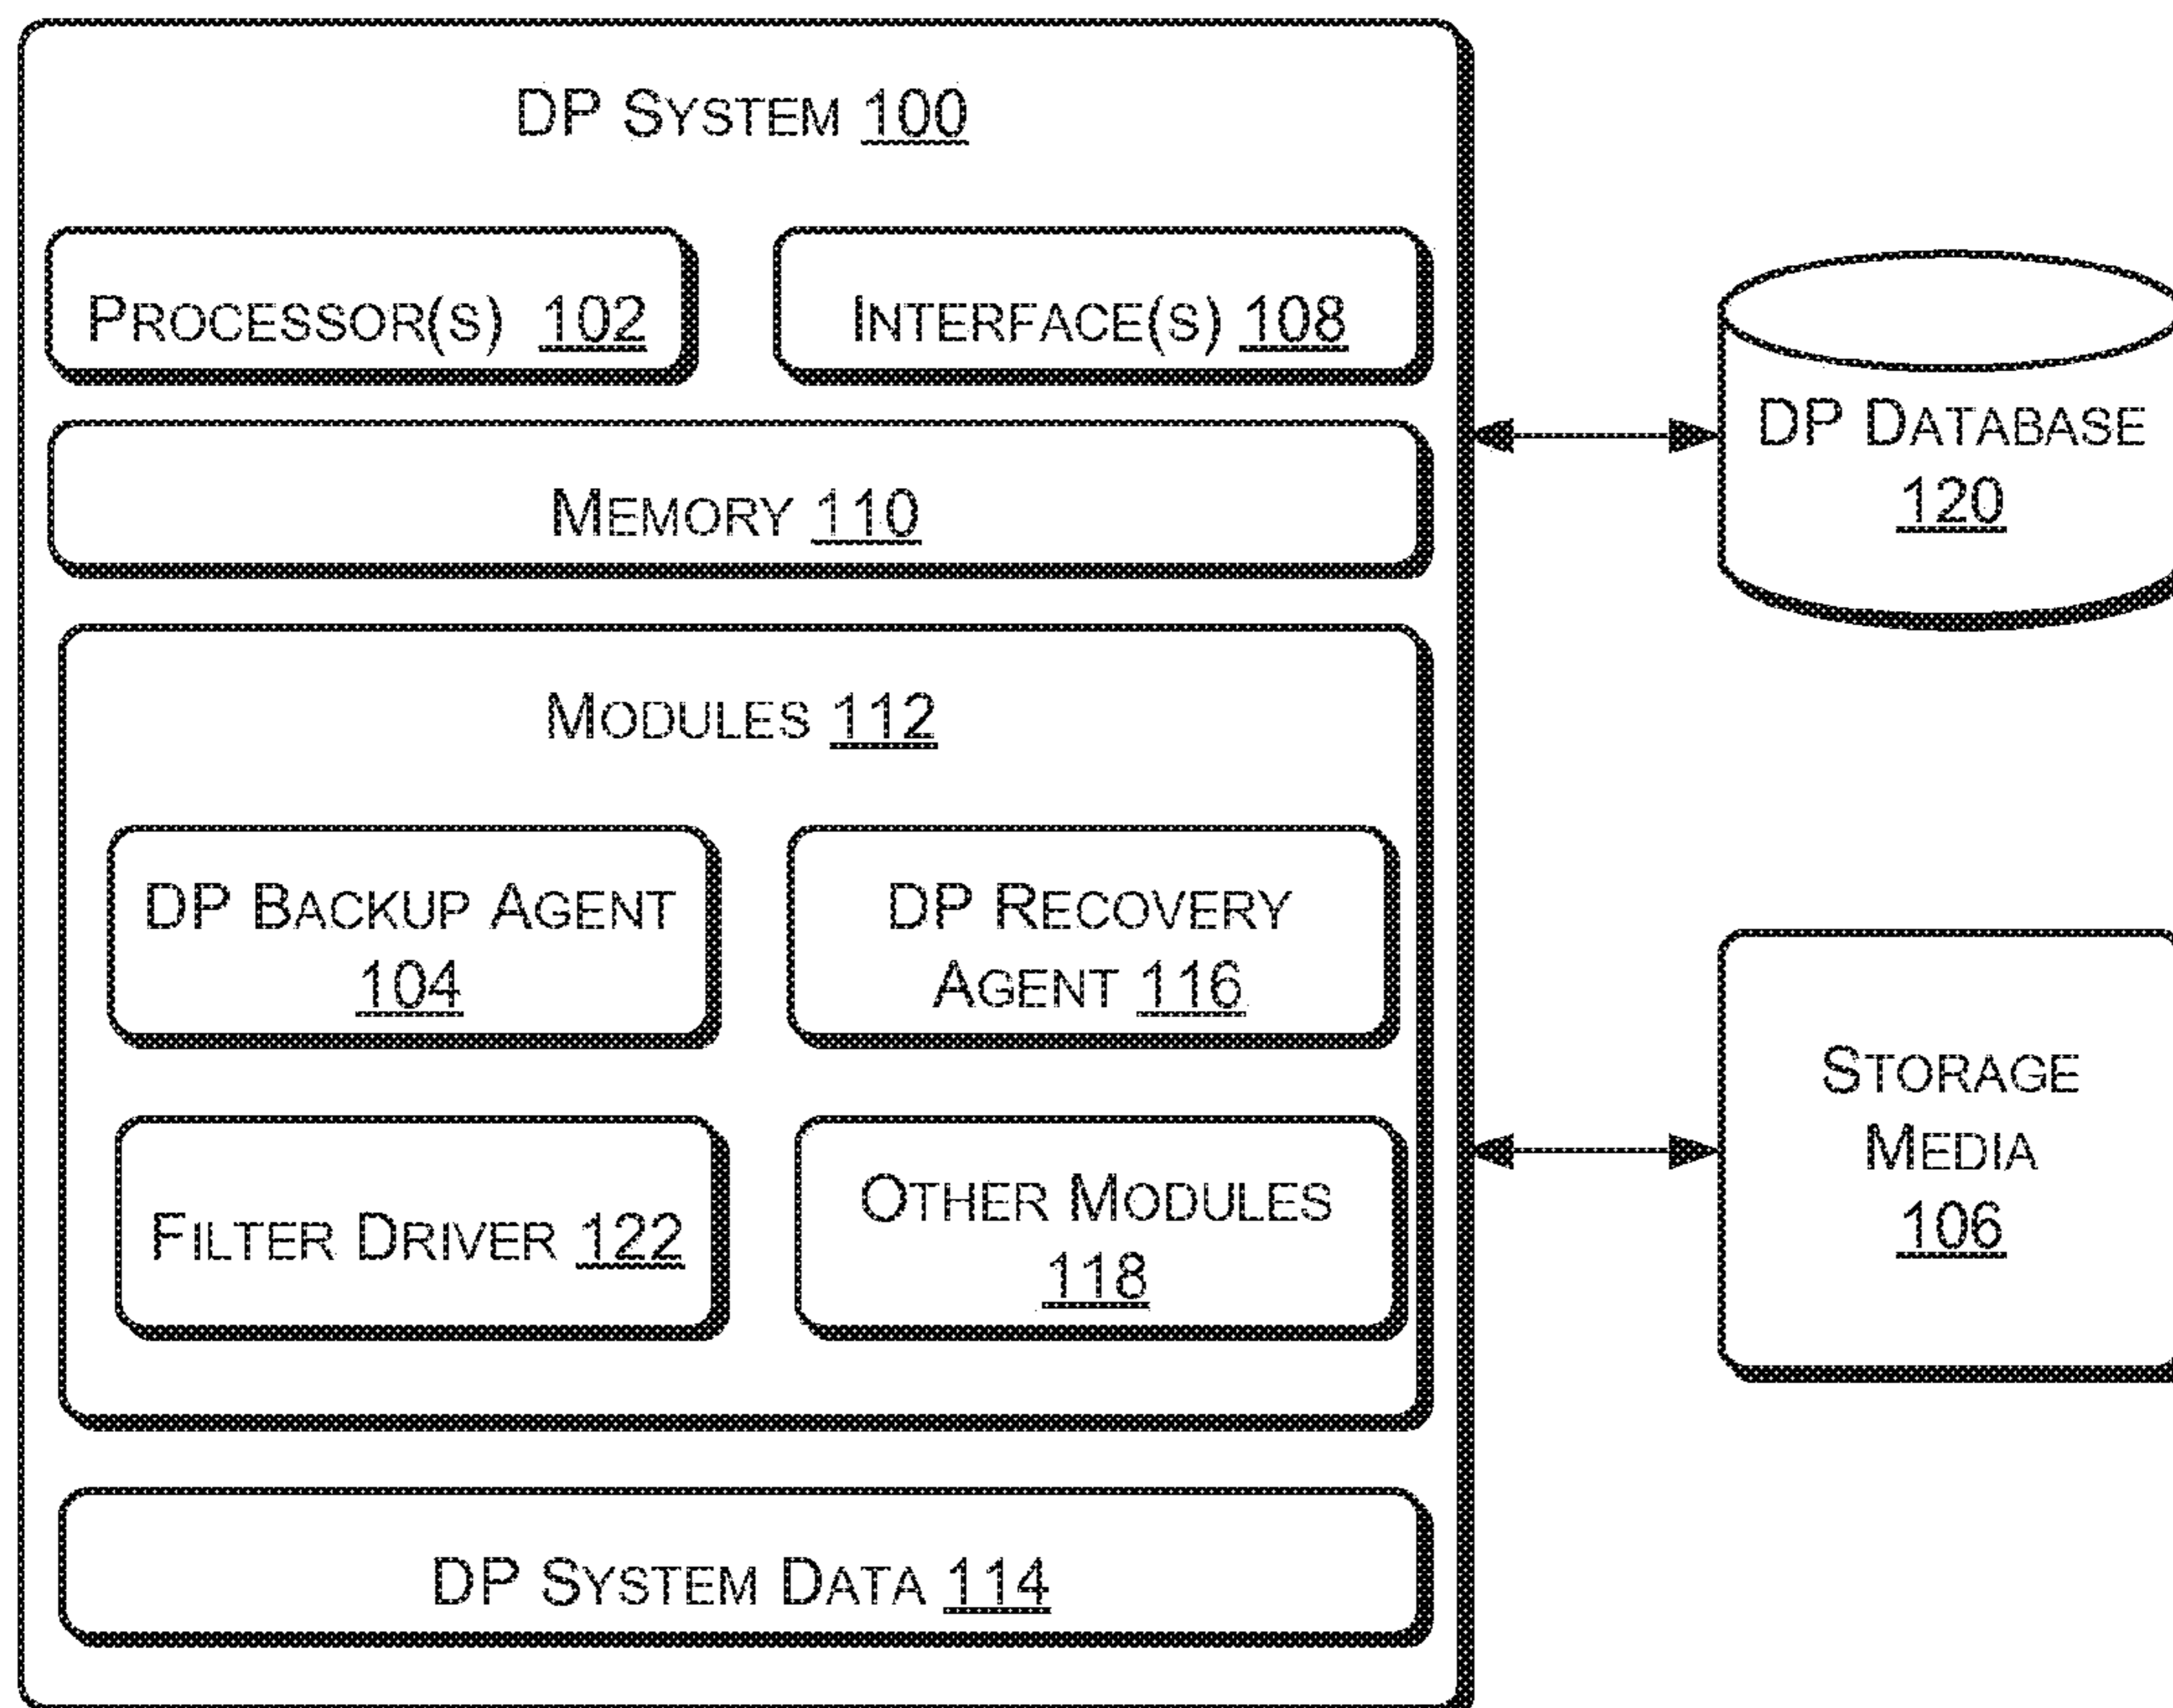 DP SYSTEM 100
PROCESSOR(S) 102
INTERFACE(S) 108
MEMORY 110
MODULES 112
DP BACKUP AGENT
104
DP RECOVERY
AGENT 116
FILTER DRIVER 122
OTHER MODULES
118
DP SYSTEM DATA 114
DP DATABASE
120
STORAGE
MEDIA
106